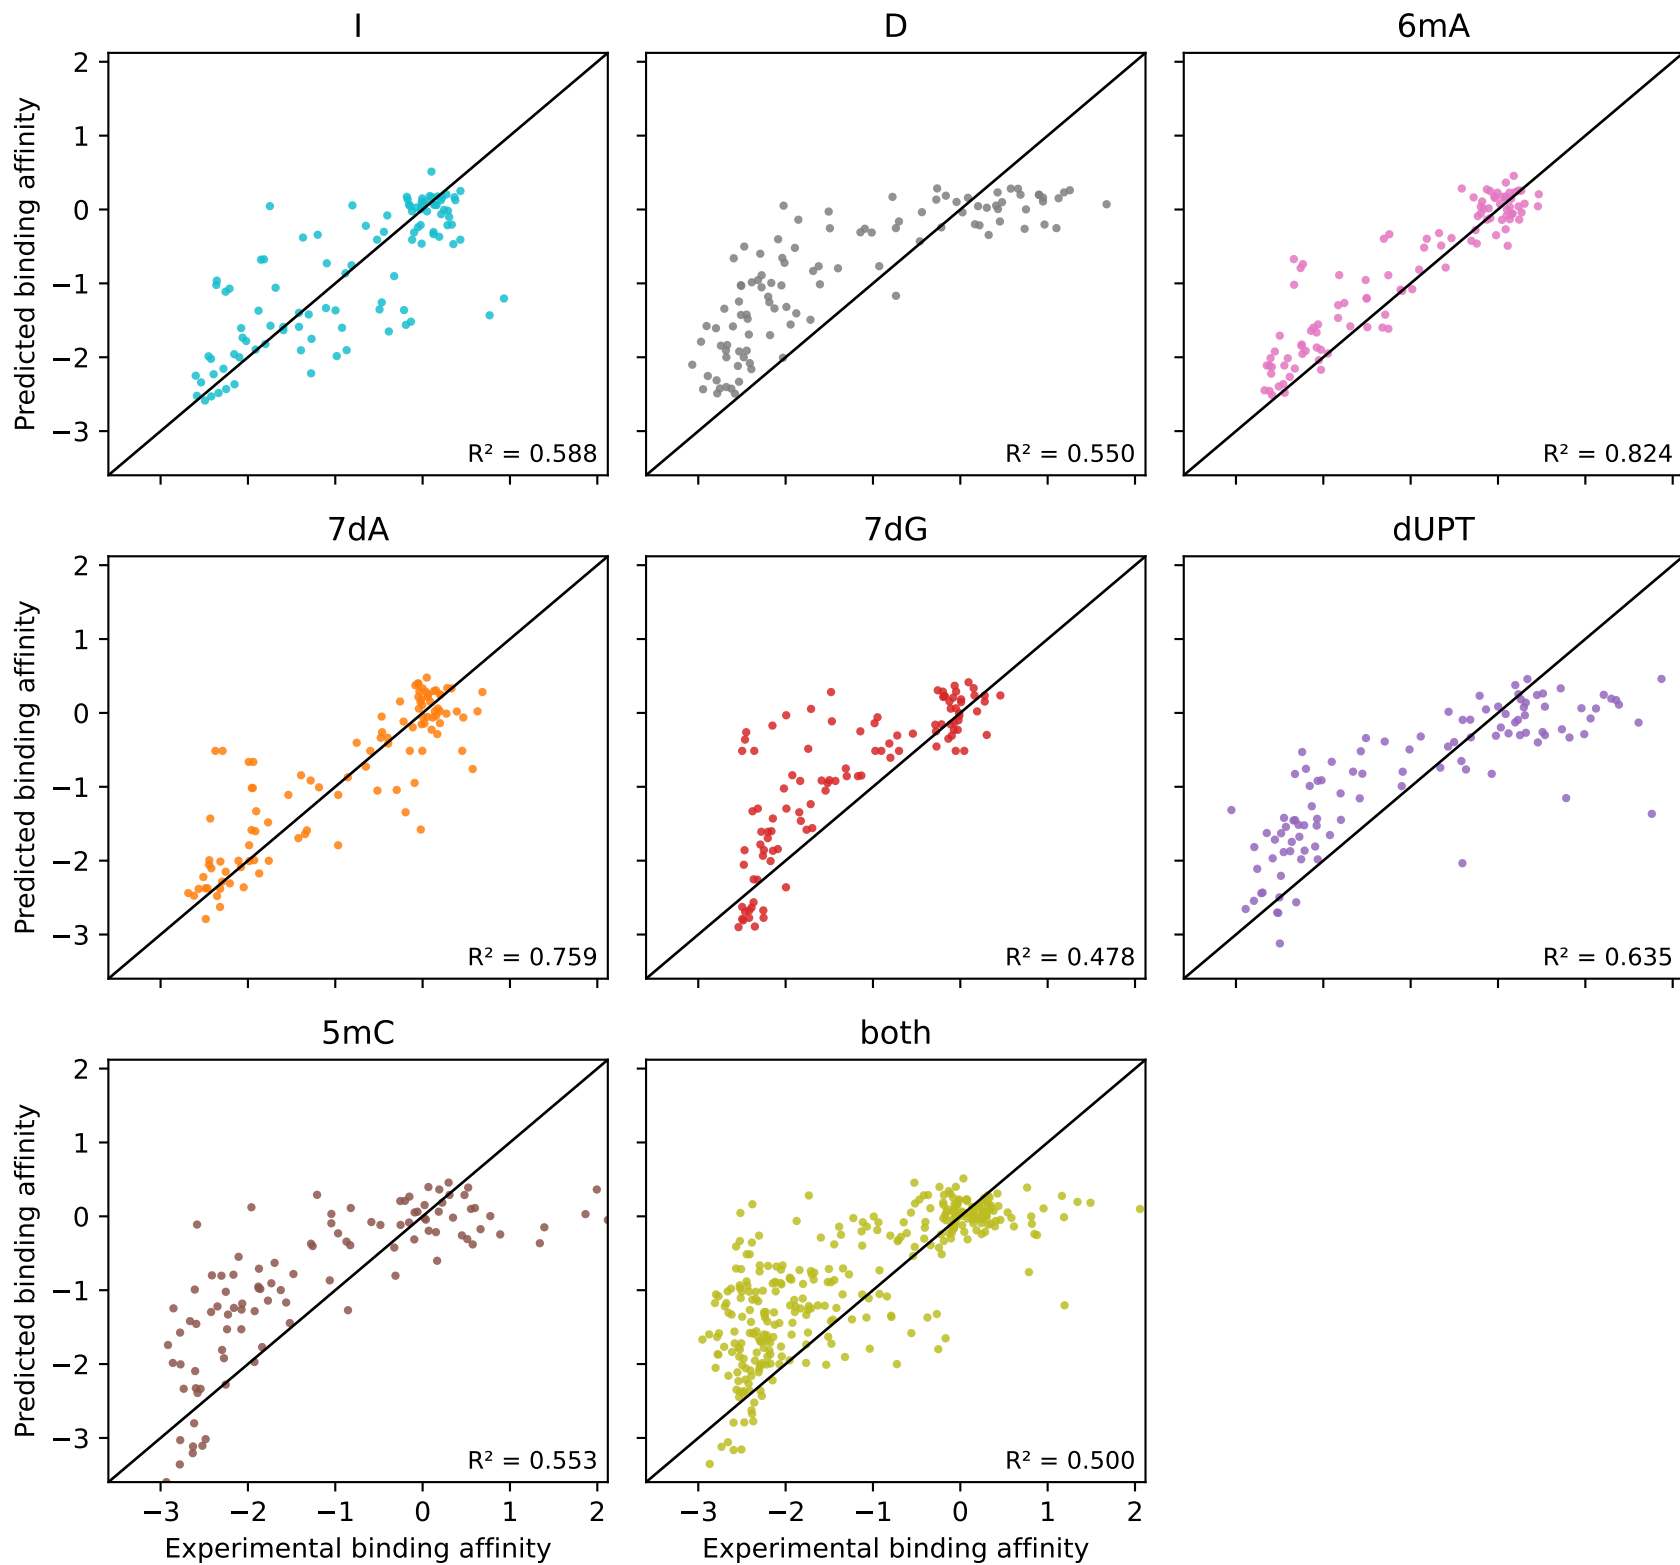 I
D
6mA
Predicted binding affinity
2
1
0
−1
−2
−3
R² = 0.588
R² = 0.550
R² = 0.824
7dA
7dG
dUPT
Predicted binding affinity
2
1
0
−1
−2
−3
R² = 0.759
R² = 0.478
R² = 0.635
5mC
both
Predicted binding affinity
2
1
0
−1
−2
−3
R² = 0.553
R² = 0.500
−3 −2 −1 0 1 2
−3 −2 −1 0 1 2
Experimental binding affinity
Experimental binding affinity